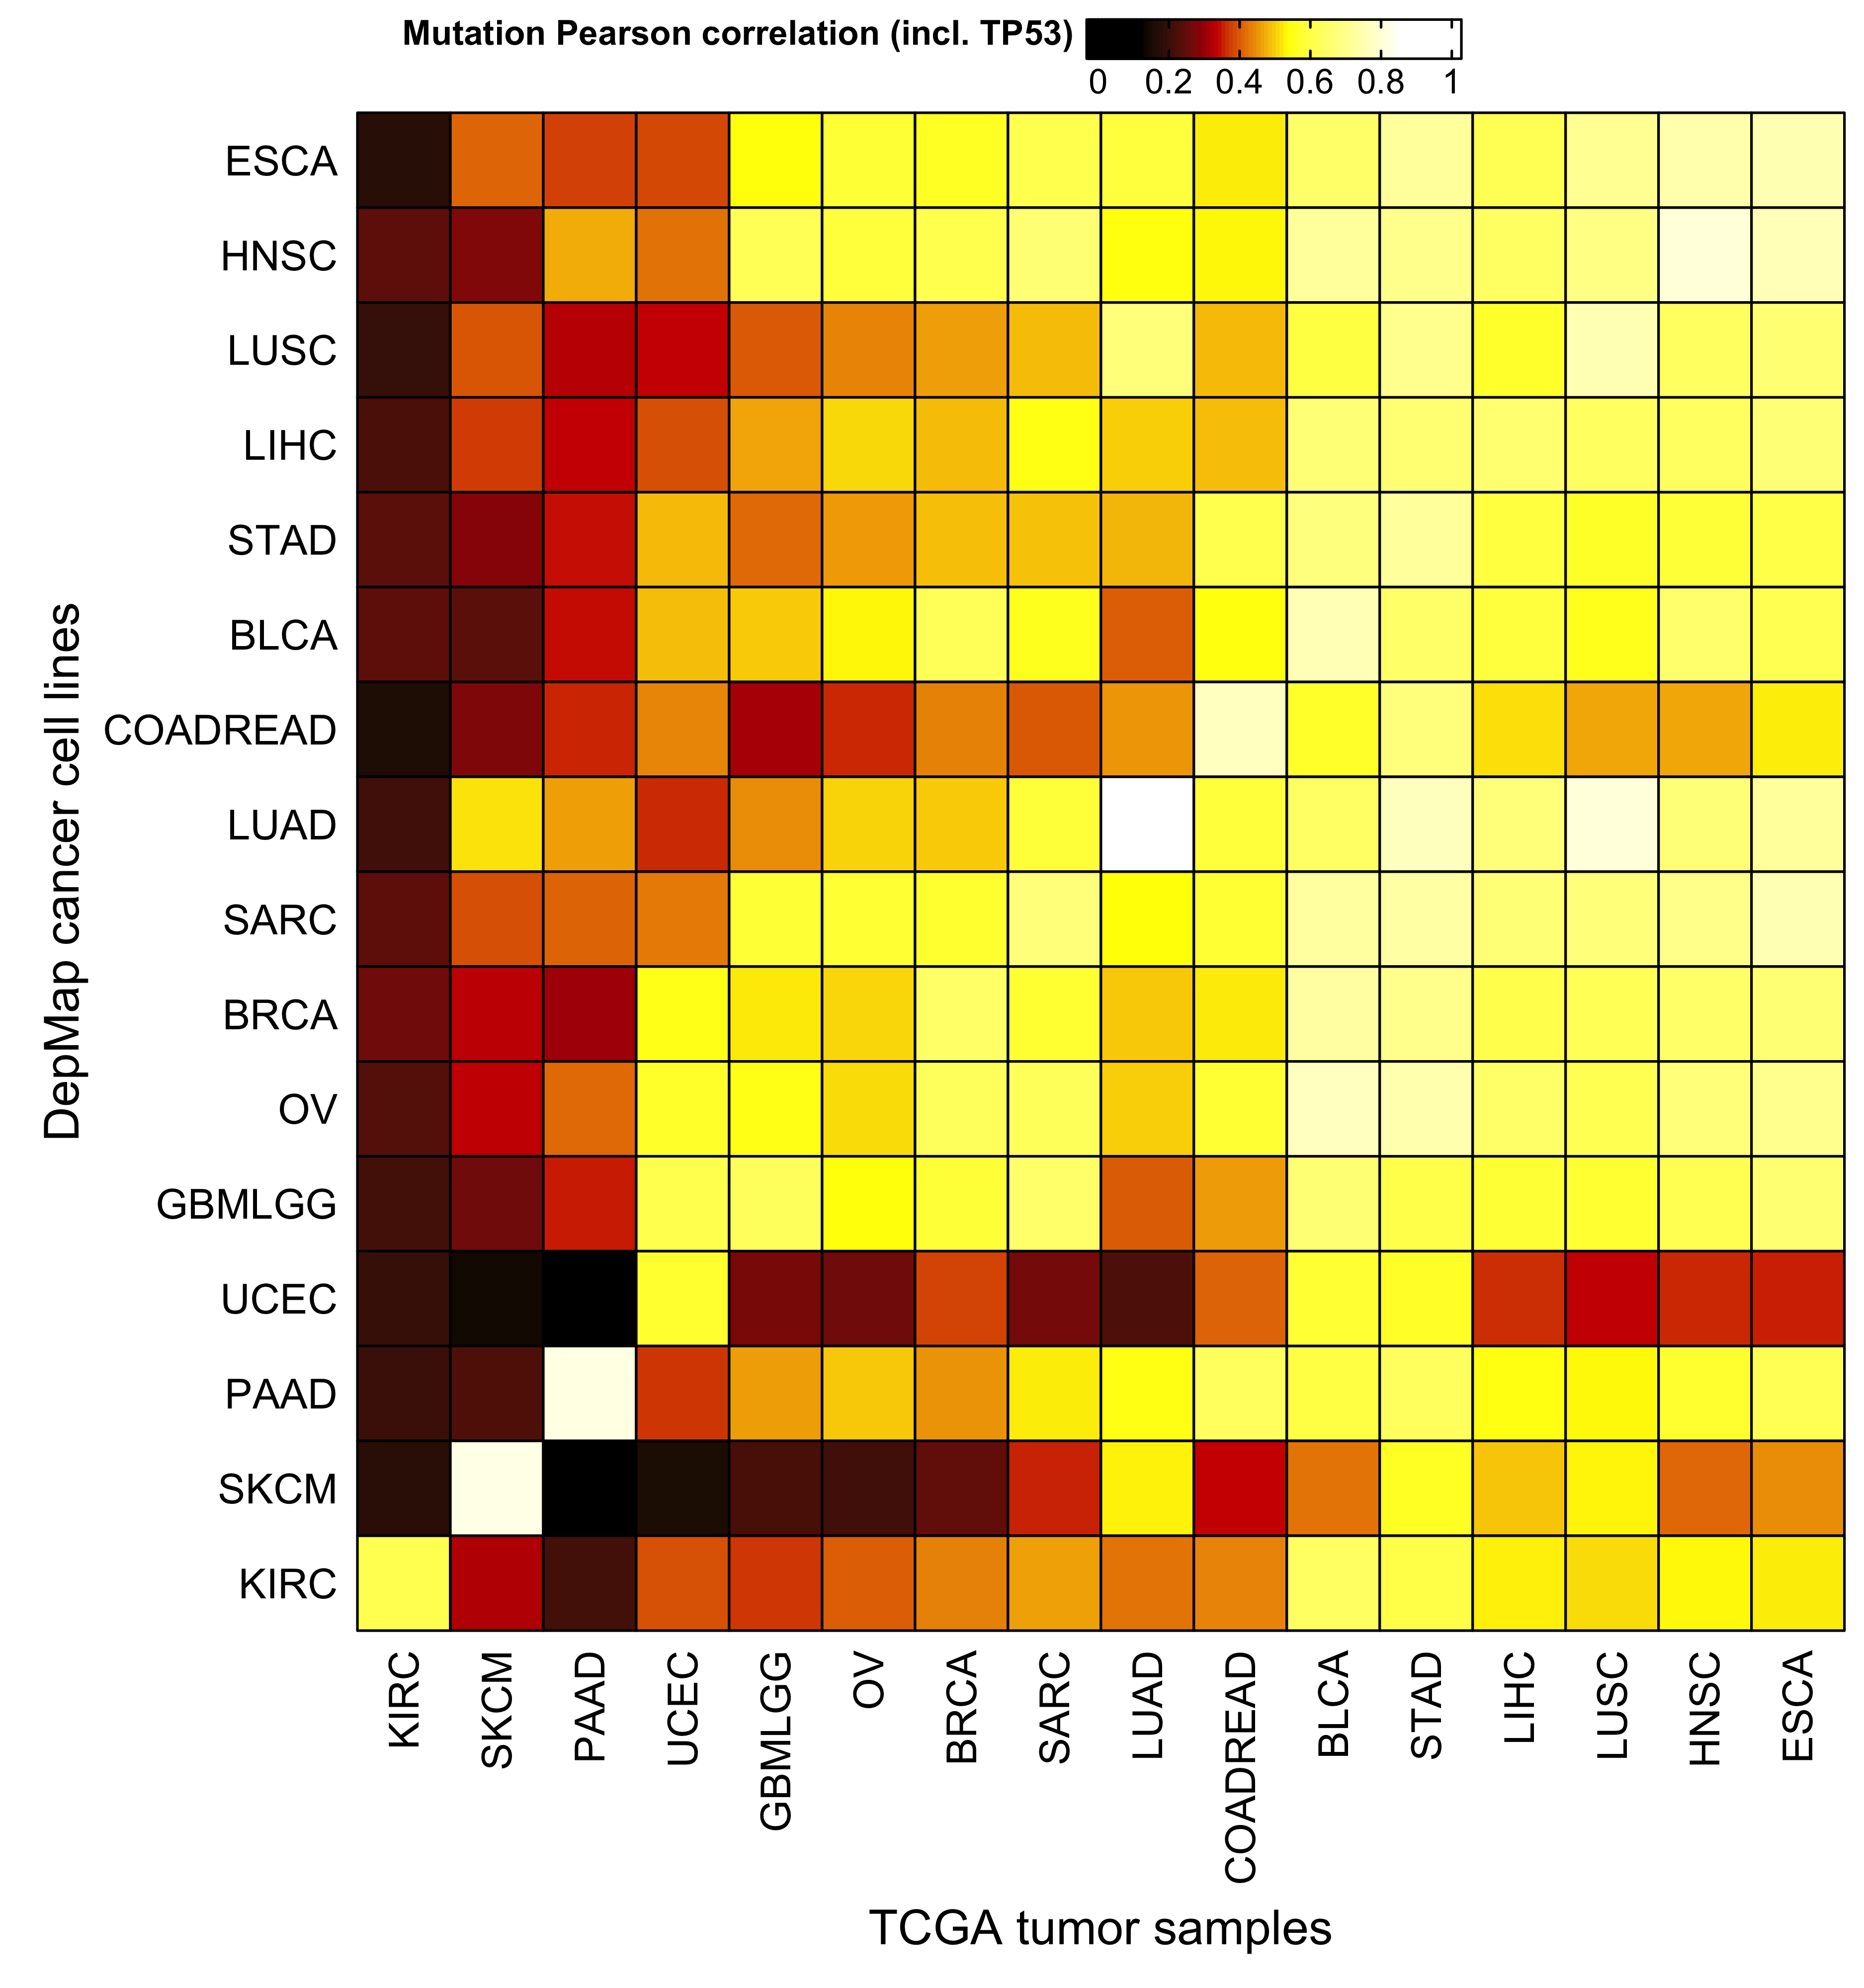 Mutation Pearson correlation (incl. TP53)
0 0.2 0.4 0.6 0.8 1
DepMap cancer cell lines
ESCA
HNSC
LUSC
LIHC
STAD
BLCA
COADREAD
LUAD
SARC
BRCA
OV
GBMLGG
UCEC
PAAD
SKCM
KIRC
KIRC
SKCM
PAAD
UCEC
GBMLGG
OV
BRCA
SARC
LUAD
COADREAD
BLCA
STAD
LIHC
LUSC
HNSC
ESCA
TCGA tumor samples